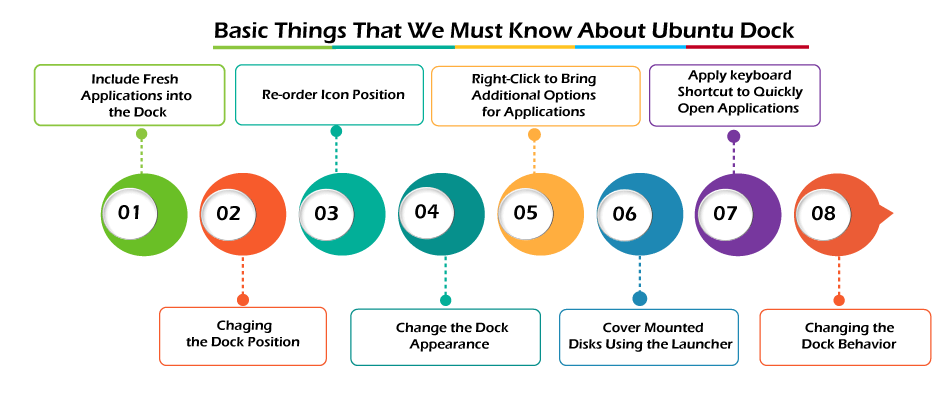 Basic Things That We Must Know About Ubuntu Dock
Include Fresh
Applications into
the Dock
Re-order Icon Position
Right-Click to Bring
Additional Options
for Applications
Apply keyboard
Shortcut to Quickly
Open Applications
01
02
03
04
05
06
07
08
Chaging
the Dock Position
Change the Dock
Appearance
Cover Mounted
Disks Using the Launcher
Changing the
Dock Behavior